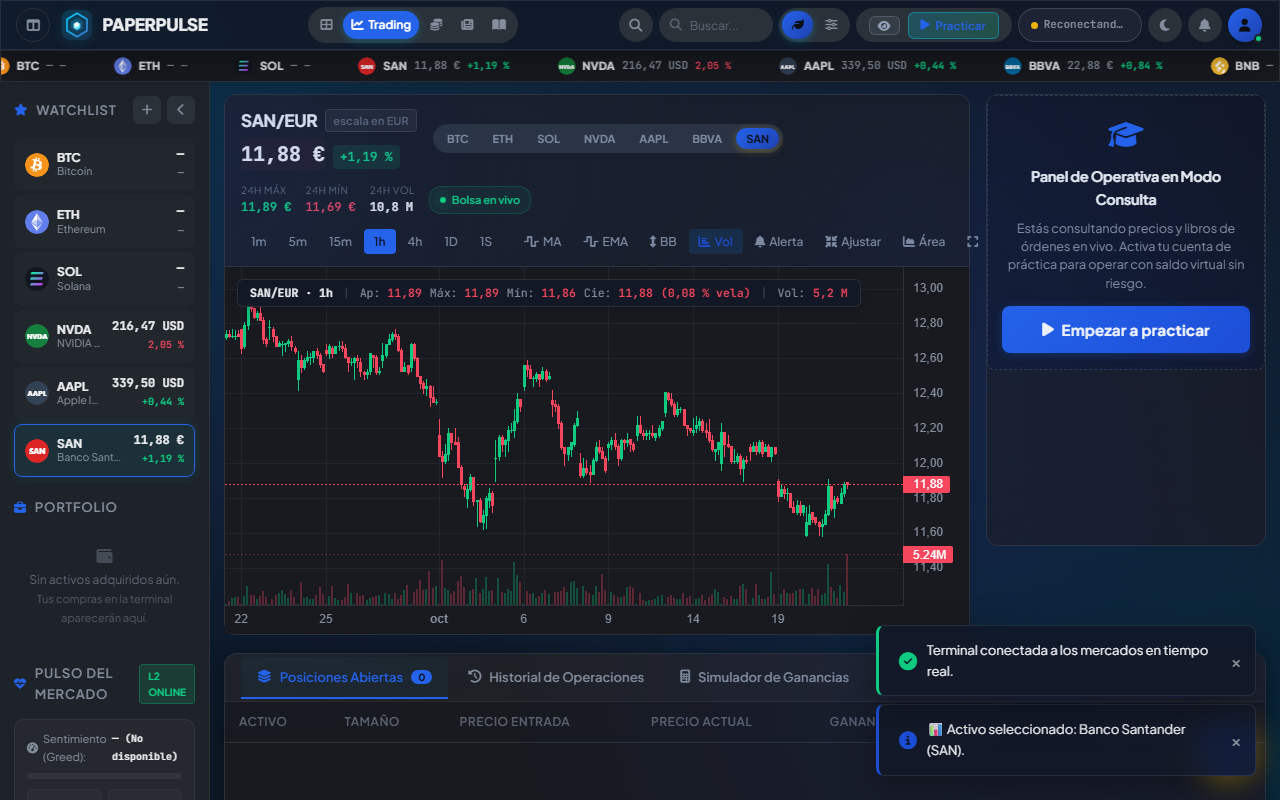 PAPERPULSE
Trading
Buscar...
Practicar
Reconectand…
BTC – –
ETH – –
SOL – –
SAN 11,88 € +1,19 %
NVDA 216,47 USD 2,05 %
AAPL 339,50 USD +0,44 %
BBVA 22,88 € +0,84 %
BNB –
WATCHLIST
BTC –
Bitcoin –
ETH –
Ethereum –
SOL –
Solana –
NVDA NVDA 216,47 USD
NVIDIA ... 2,05 %
AAPL AAPL 339,50 USD
Apple I... +0,44 %
SAN SAN 11,88 €
Banco Sant... +1,19 %
PORTFOLIO
Sin activos adquiridos aún.
Tus compras en la terminal
aparecerán aquí.
PULSO DEL
MERCADO
L2
ONLINE
Sentimiento
(Greed):
– (No
disponible)
SAN/EUR escala en EUR
11,88 € +1,19 %
BTC ETH SOL NVDA AAPL BBVA SAN
24H MÁX 24H MÍN 24H VOL
11,89 € 11,69 € 10,8 M
Bolsa en vivo
1m 5m 15m 1h 4h 1D 1S MA EMA BB Vol Alerta Ajustar Área
SAN/EUR · 1h | Ap: 11,89 Máx: 11,89 Mín: 11,86 Cie: 11,88 (0,08 % vela) | Vol: 5,2 M
13,00
12,80
12,60
12,40
12,20
12,00
11,88
11,80
11,60
5.24M
11,40
22 25 oct 6 9 14 19
Panel de Operativa en Modo
Consulta
Estás consultando precios y libros de
órdenes en vivo. Activa tu cuenta de
práctica para operar con saldo virtual sin
riesgo.
Empezar a practicar
Posiciones Abiertas 0
Historial de Operaciones
Simulador de Ganancias
ACTIVO TAMAÑO PRECIO ENTRADA PRECIO ACTUAL GANAN
Terminal conectada a los mercados en tiempo
real.
×
📊 Activo seleccionado: Banco Santander
(SAN).
×